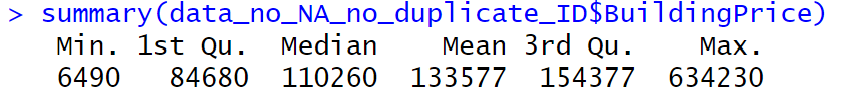 > summary(data_no_NA_no_duplicate_ID$BuildingPrice)
Min. 1st Qu. Median Mean 3rd Qu. Max.
6490 84680 110260 133577 154377 634230